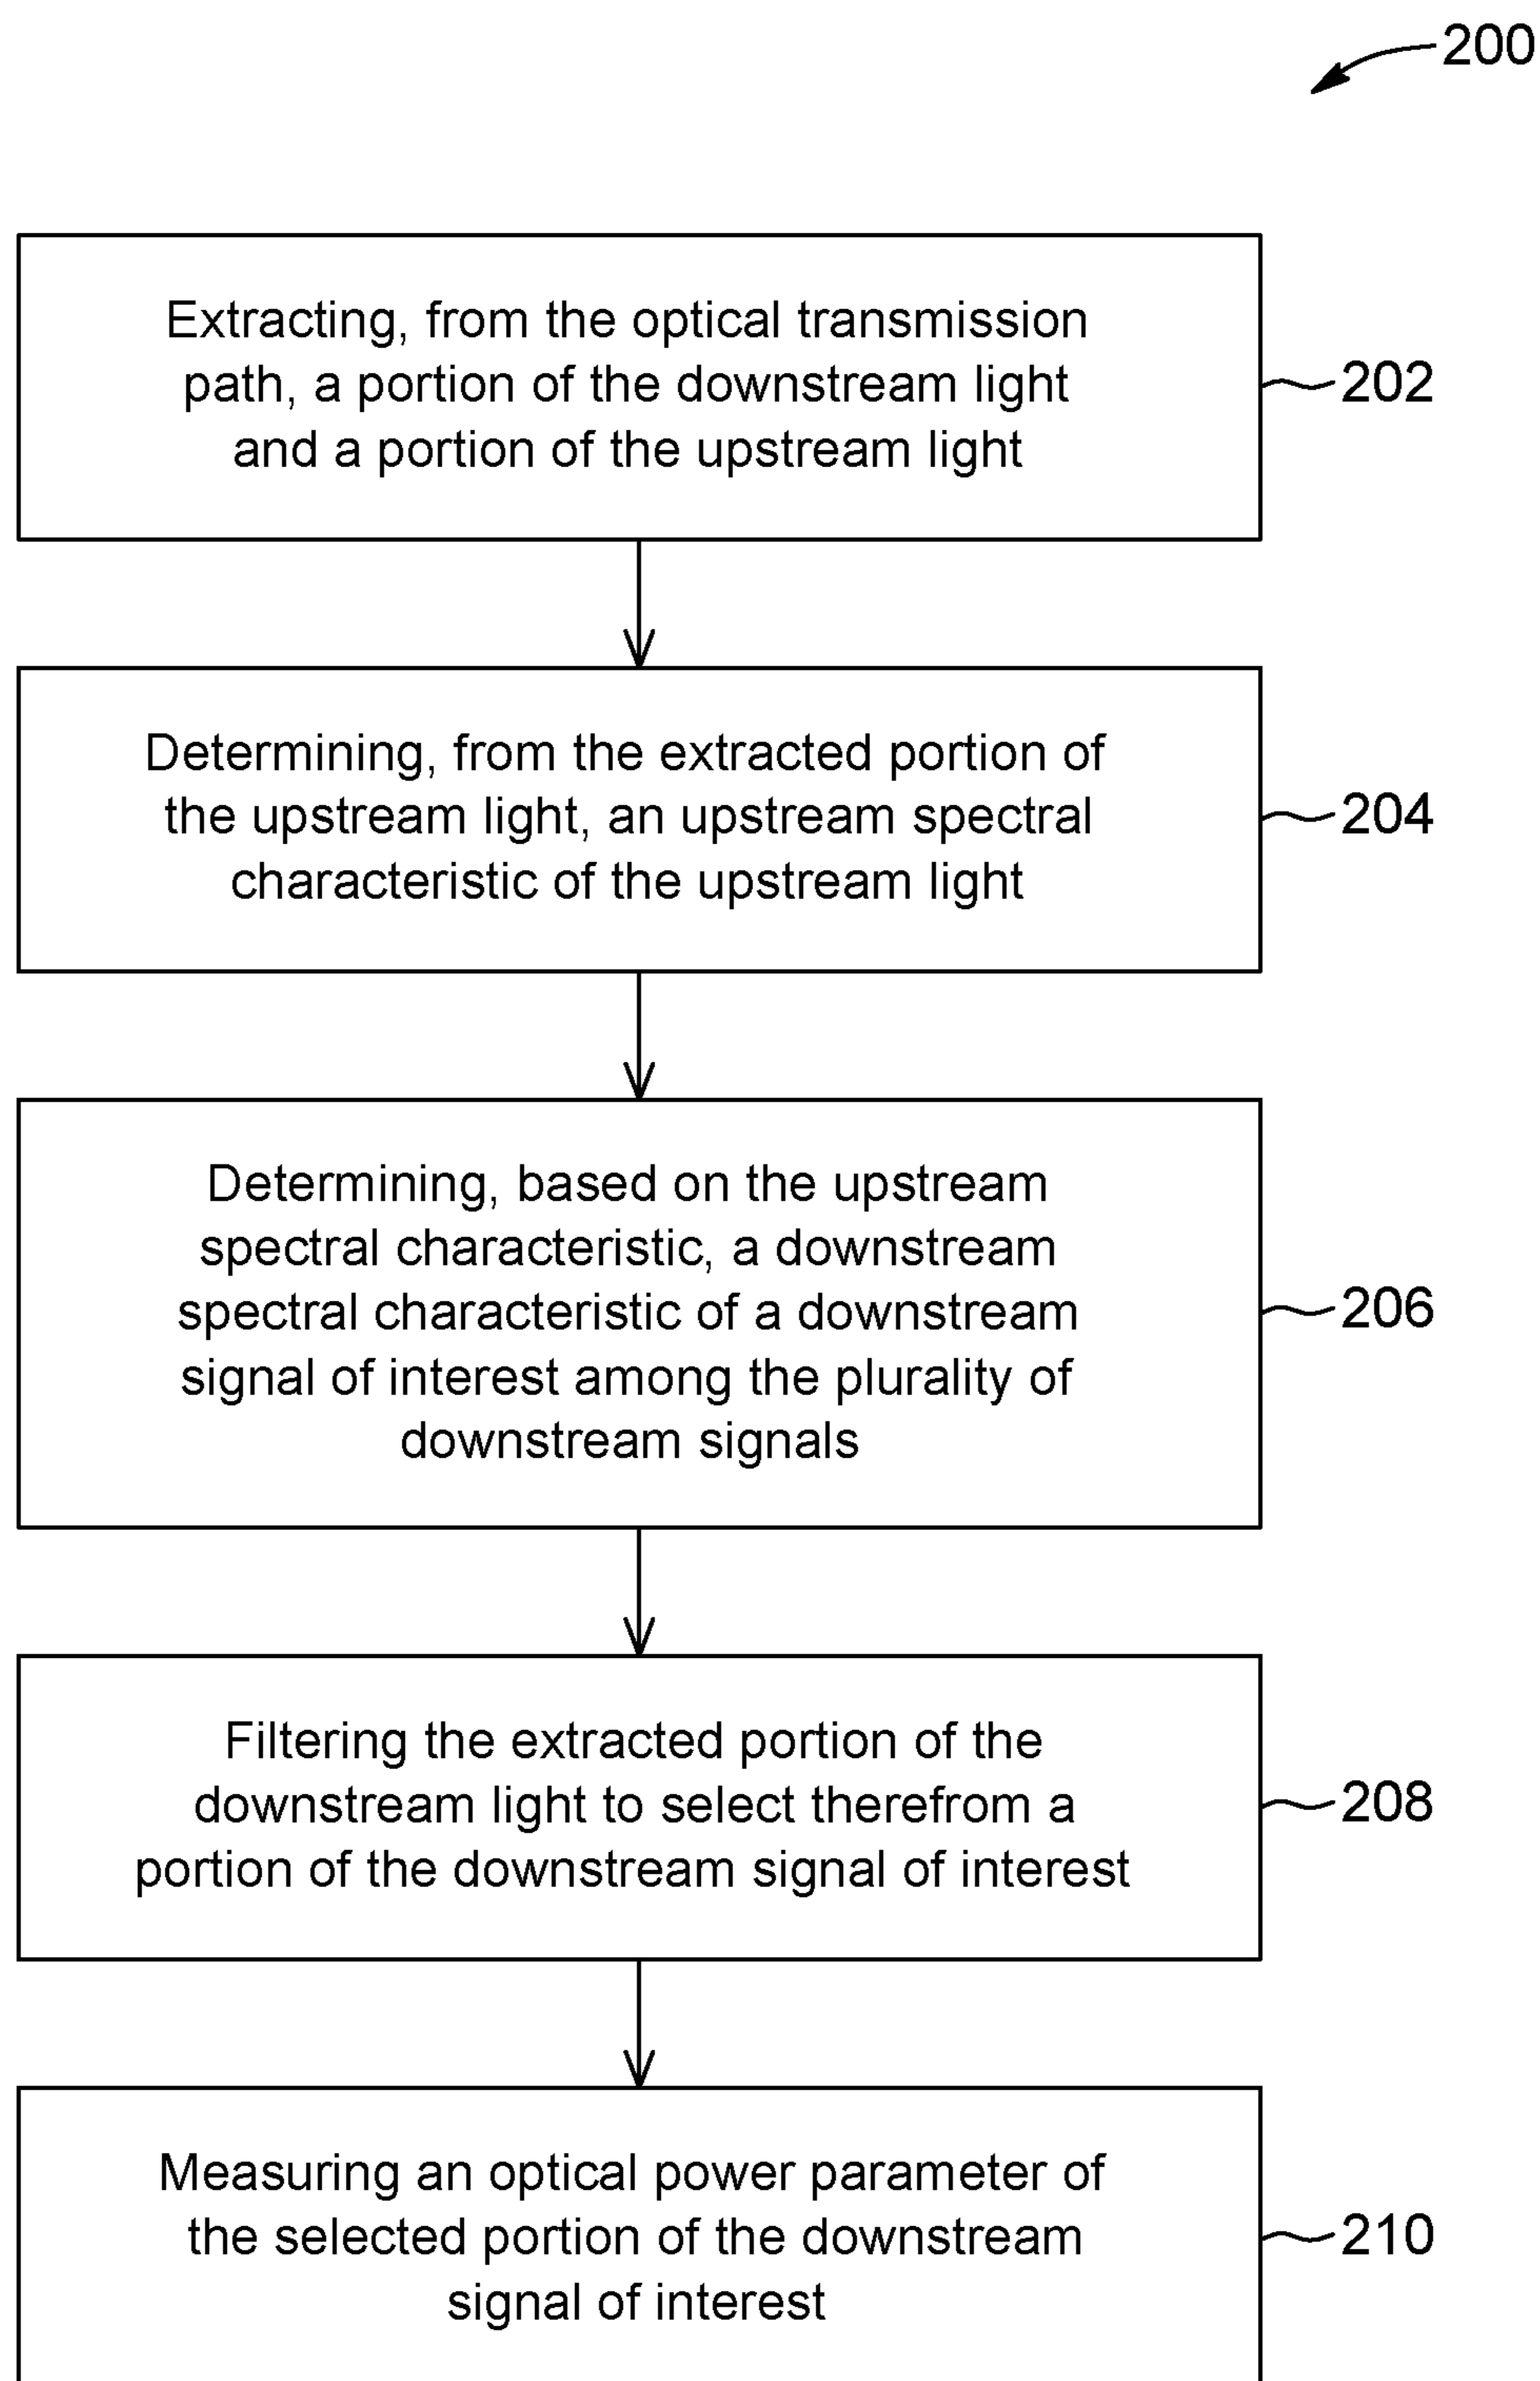 200
Extracting, from the optical transmission
path, a portion of the downstream light
and a portion of the upstream light
202
Determining, from the extracted portion of
the upstream light, an upstream spectral
characteristic of the upstream light
204
Determining, based on the upstream
spectral characteristic, a downstream
spectral characteristic of a downstream
signal of interest among the plurality of
downstream signals
206
Filtering the extracted portion of the
downstream light to select therefrom a
portion of the downstream signal of interest
208
Measuring an optical power parameter of
the selected portion of the downstream
signal of interest
210